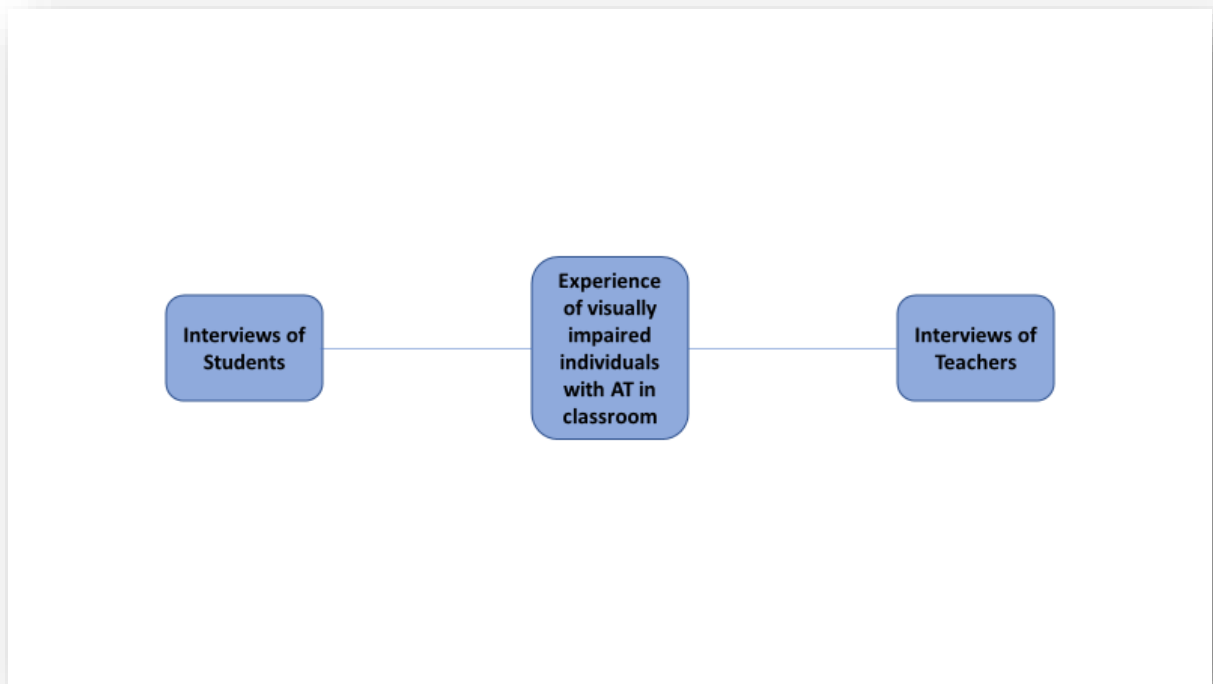 Interviews of
Students
Experience
of visually
impaired
individuals
with AT in
classroom
Interviews of
Teachers